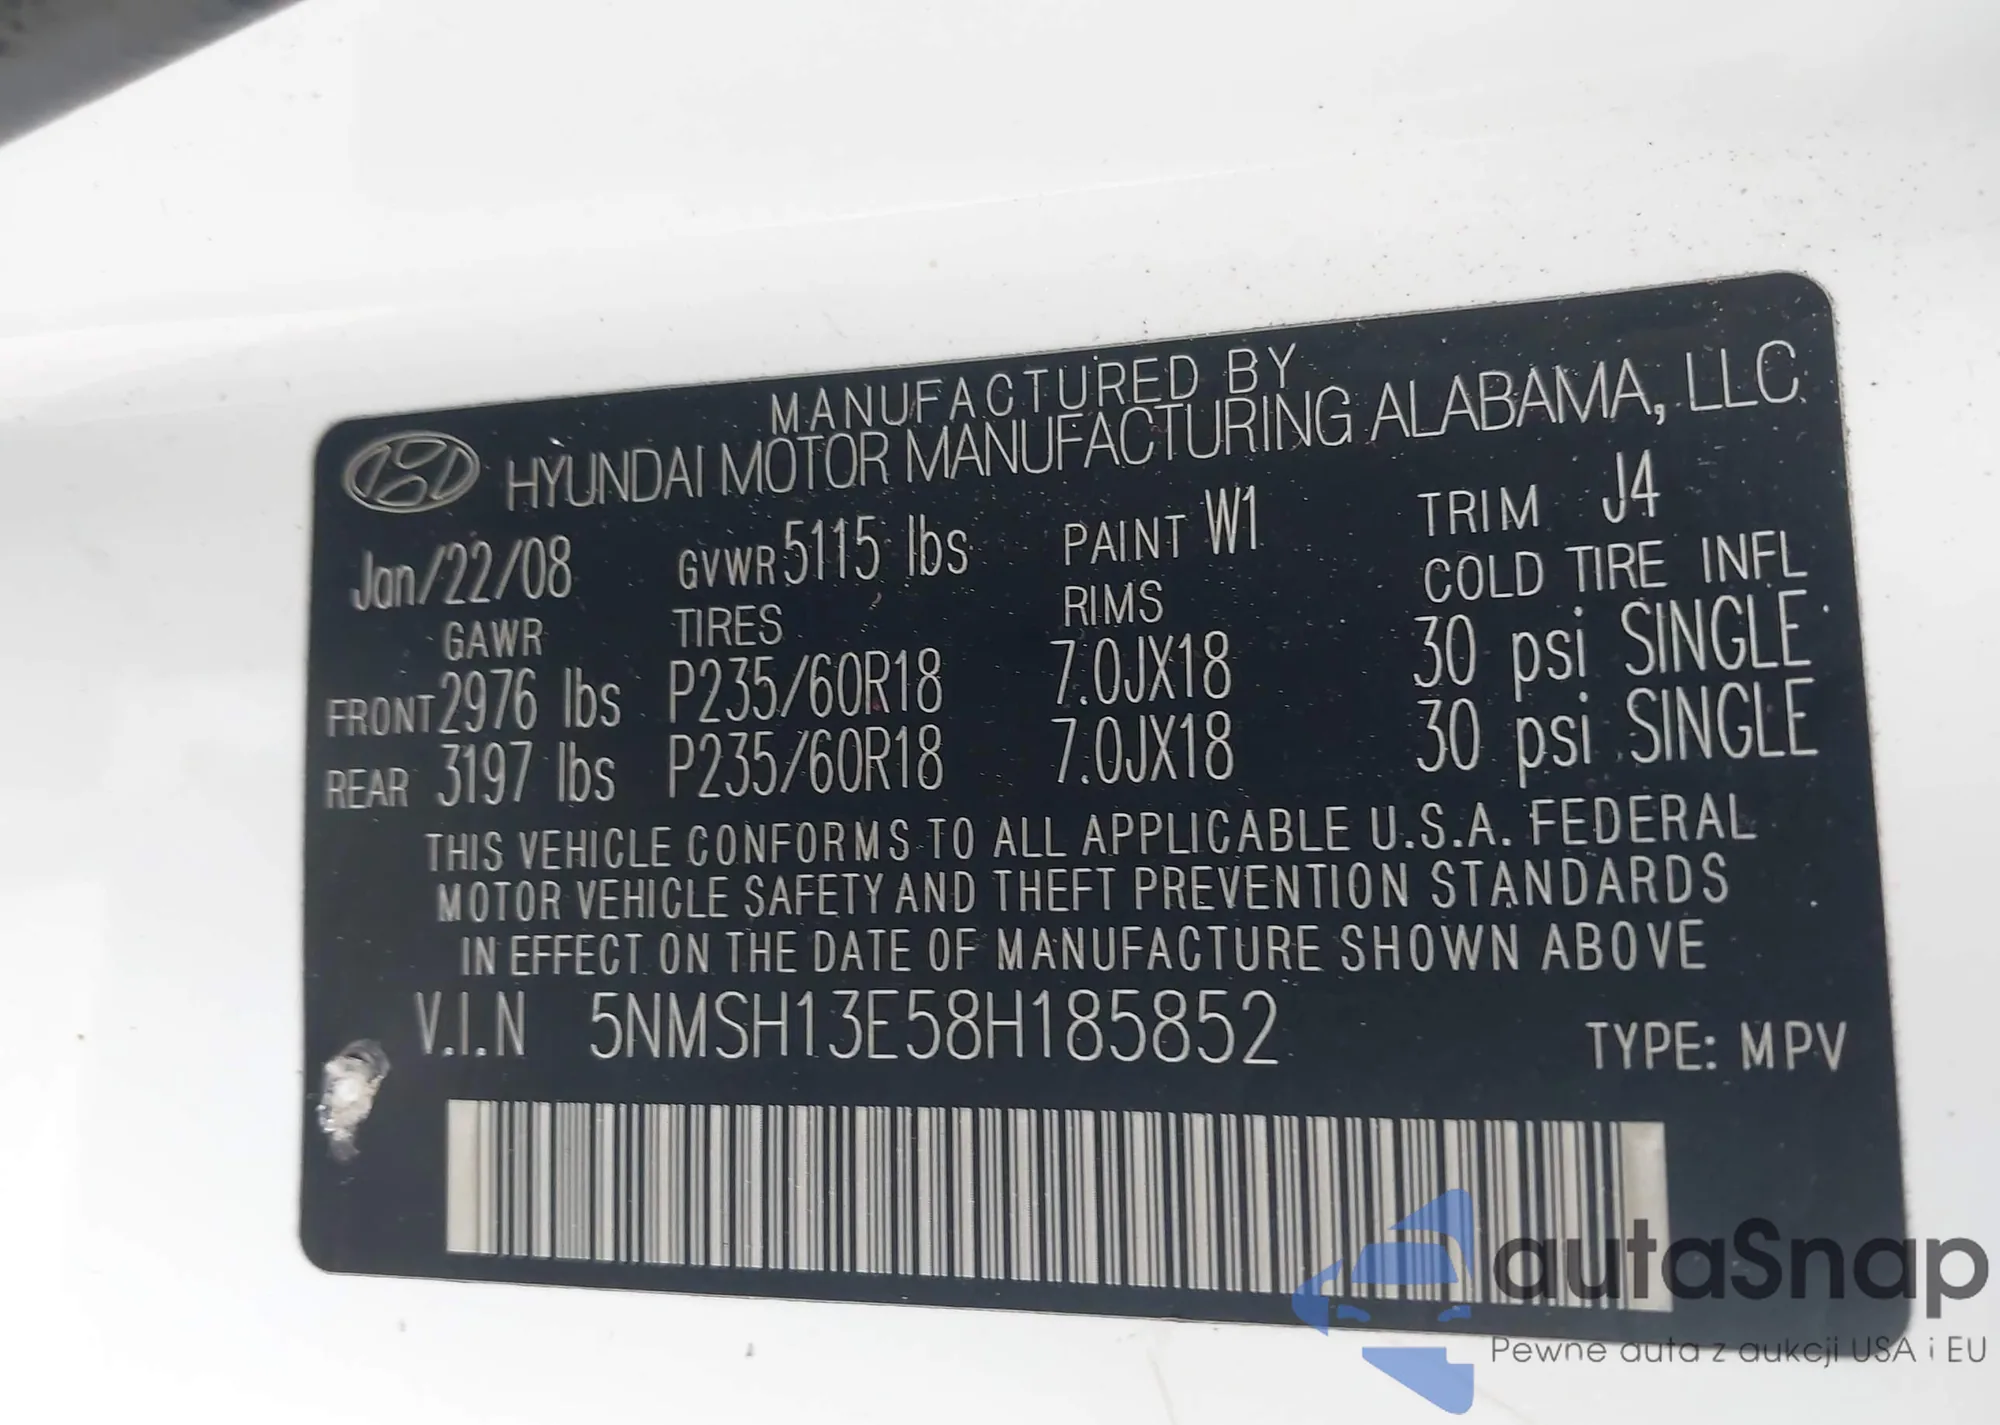 MANUFACTURED BY
HYUNDAI MOTOR MANUFACTURING ALABAMA, LLC
Jan/22/08 GVWR 5115 lbs PAINT W1 TRIM J4
GAWR TIRES RIMS COLD TIRE INFL
FRONT 2976 lbs P235/60R18 7.0JX18 30 psi SINGLE
REAR 3197 lbs P235/60R18 7.0JX18 30 psi SINGLE
THIS VEHICLE CONFORMS TO ALL APPLICABLE U.S.A. FEDERAL
MOTOR VEHICLE SAFETY AND THEFT PREVENTION STANDARDS
IN EFFECT ON THE DATE OF MANUFACTURE SHOWN ABOVE
V.I.N 5NMSH13E58H185852 TYPE: MPV
autaSnap
Pewne auta z aukcji USA i EU